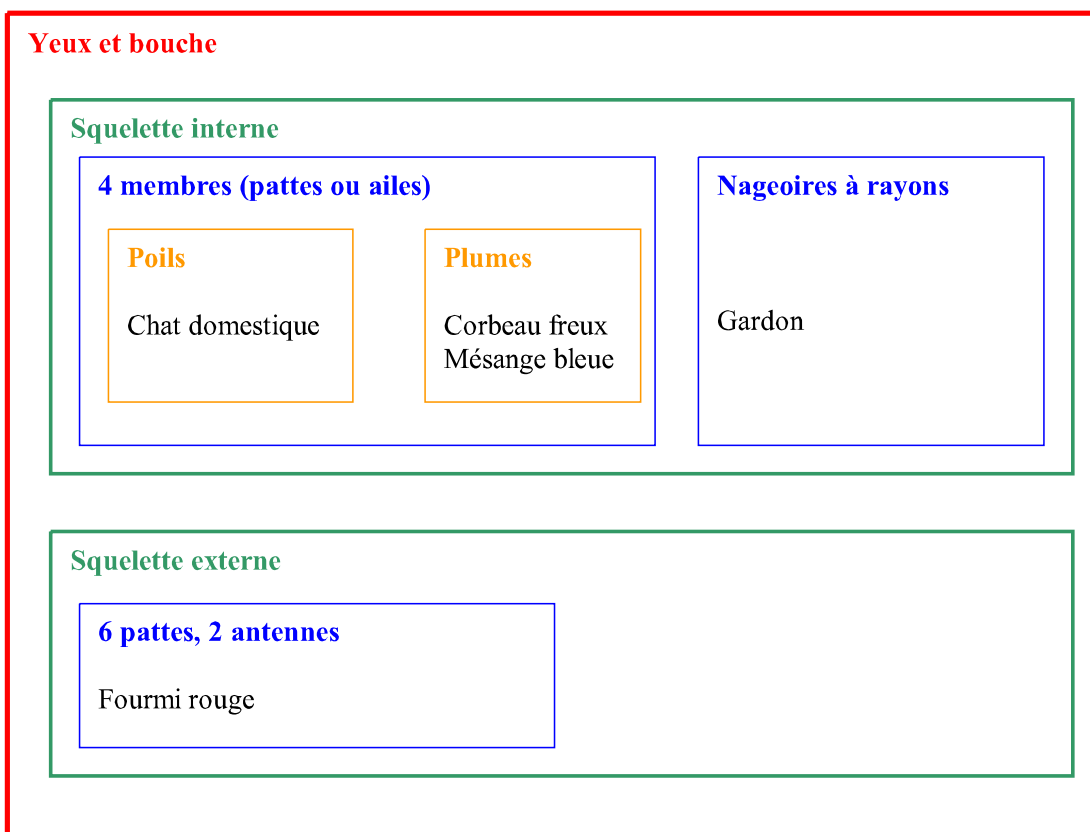 Yeux et bouche
Squelette interne
4 membres (pattes ou ailes)
Nageoires à rayons
Poils
Plumes
Chat domestique
Corbeau freux
Mésange bleue
Gardon
Squelette externe
6 pattes, 2 antennes
Fourmi rouge